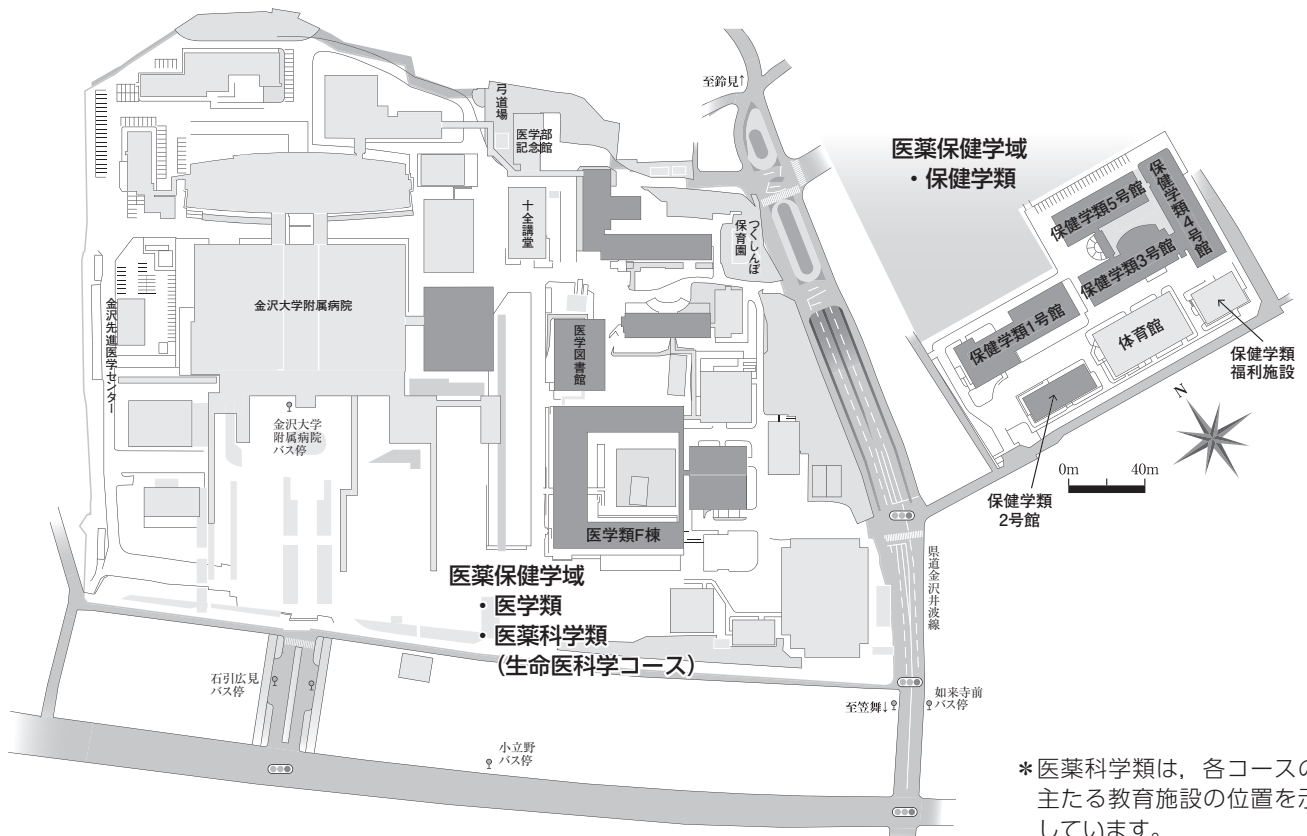 至鈴見↑
弓道場
医学部
記念館
医薬保健学域
・保健学類
保健学類5号館
保健学類4号館
十全講堂
つくしんぼ
保育園
保健学類3号館
金沢大学附属病院
金沢先進医学センター
医学図書館
保健学類1号館
体育館
保健学類
福利施設
N
金沢大学
附属病院
バス停
0m
40m
保健学類
2号館
医学類F棟
県道金沢井波線
医薬保健学域
・医学類
・医薬科学類
(生命医科学コース)
石引広見
バス停
至笠舞↓
如来寺前
バス停
小立野
バス停
*医薬科学類は,各コースの
主たる教育施設の位置を示
しています。